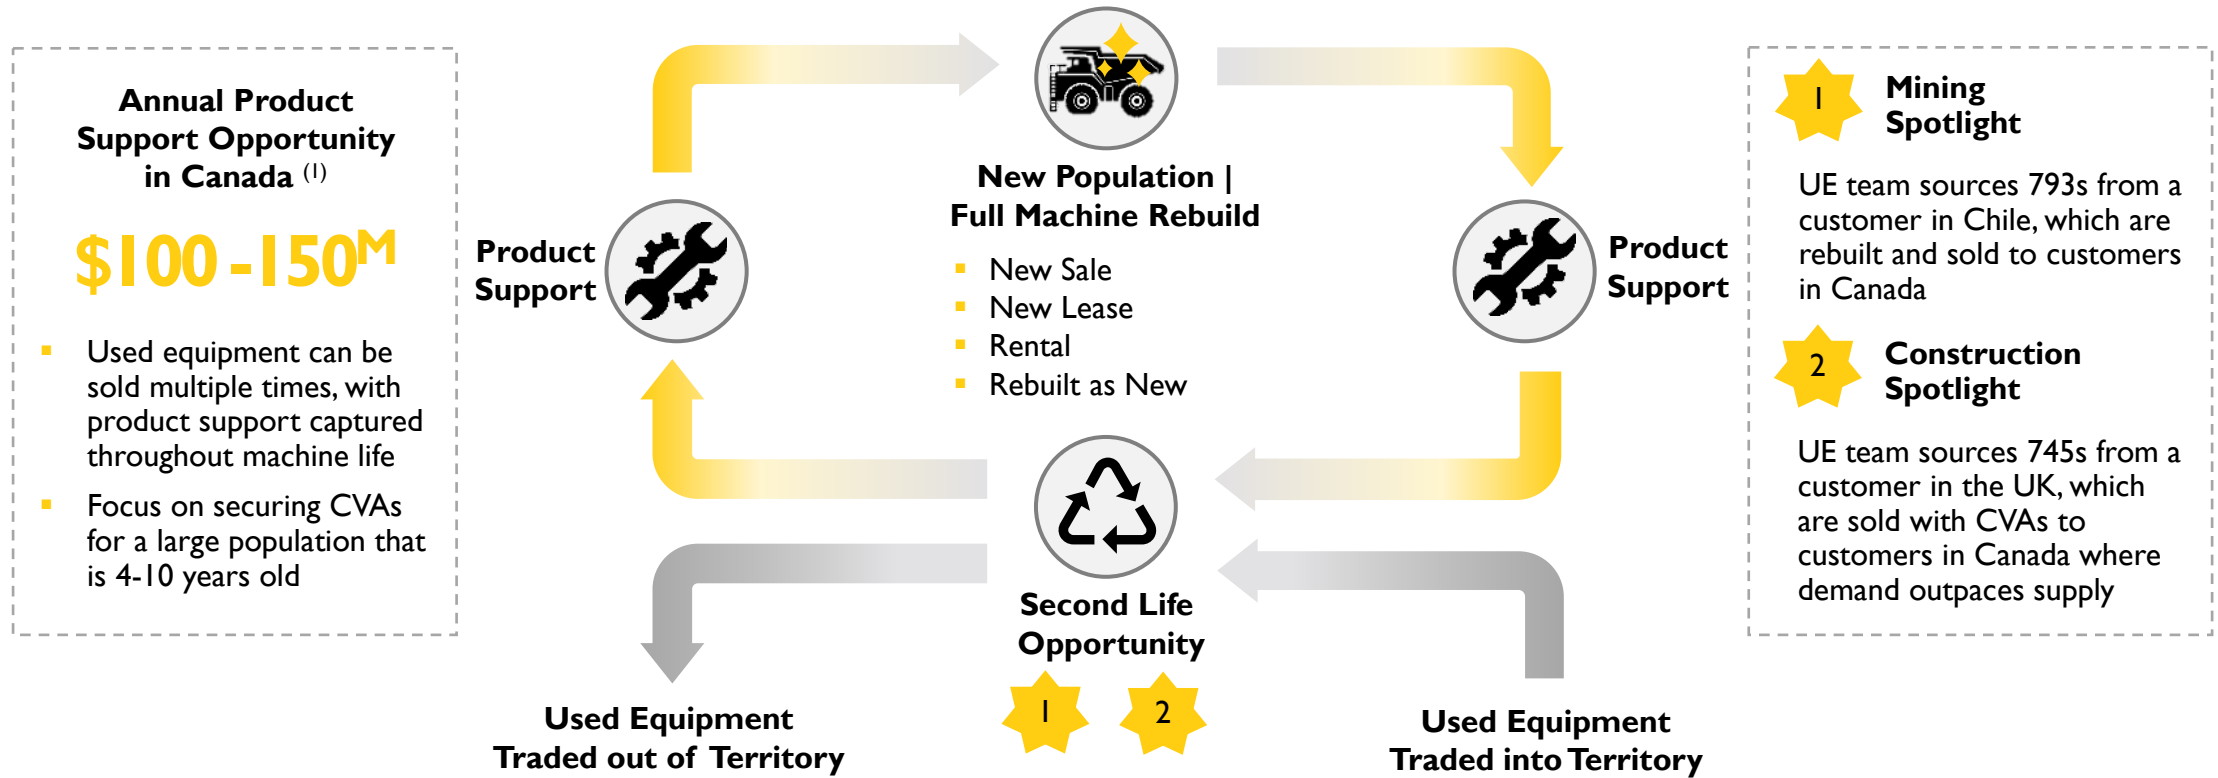 Annual Product
Support Opportunity
in Canada (1)
$100 -150M
▪ Used equipment can be
sold multiple times, with
product support captured
throughout machine life
▪ Focus on securing CVAs
for a large population that
is 4-10 years old
Product
Support
New Population |
Full Machine Rebuild
▪ New Sale
▪ New Lease
▪ Rental
▪ Rebuilt as New
Product
Support
Second Life
Opportunity
1
2
Used Equipment
Traded out of Territory
Used Equipment
Traded into Territory
1
Mining
Spotlight
UE team sources 793s from a
customer in Chile, which are
rebuilt and sold to customers
in Canada
2
Construction
Spotlight
UE team sources 745s from a
customer in the UK, which
are sold with CVAs to
customers in Canada where
demand outpaces supply